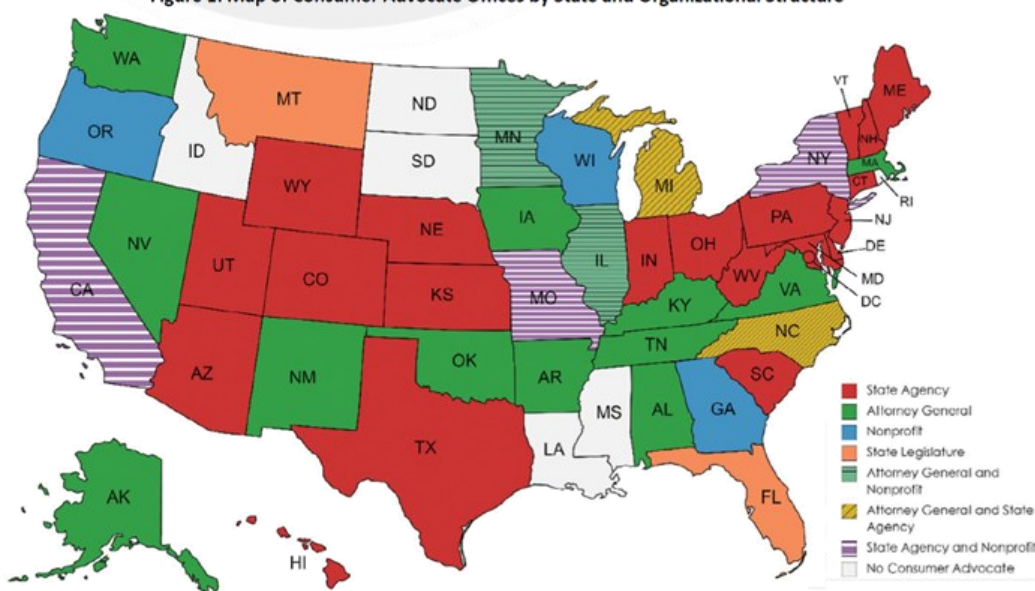 Figure 1. Map of Consumer Advocate Offices by State and Organizational Structure
WA
MT
ND
MN
VT
ME
OR
ID
SD
WI
NY
NH
MA
WY
MI
CT
RI
IA
PA
NJ
NE
NV
OH
DE
UT
IL
IN
CO
WV
MD
CA
KS
MO
VA
DC
KY
NC
TN
OK
AZ
NM
AR
SC
MS
AL
GA
TX
LA
FL
AK
HI
State Agency
Attorney General
Nonprofit
State Legislature
Attorney General and
Nonprofit
Attorney General and State
Agency
State Agency and Nonprofit
No Consumer Advocate